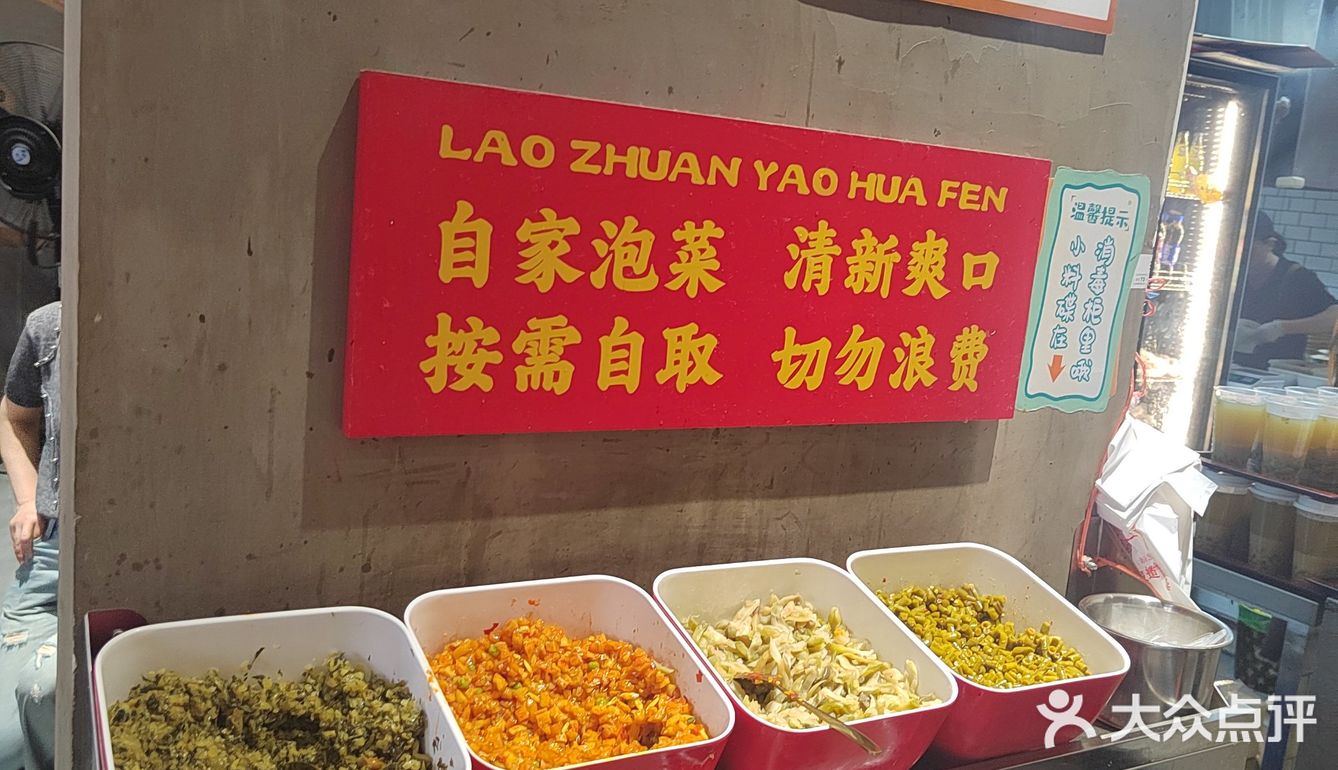 LAO ZHUAN YAO HUA FEN
自家泡菜 清新爽口
按需自取 切勿浪费
温馨提示
小料碟在
消毒柜里哦
大众点评